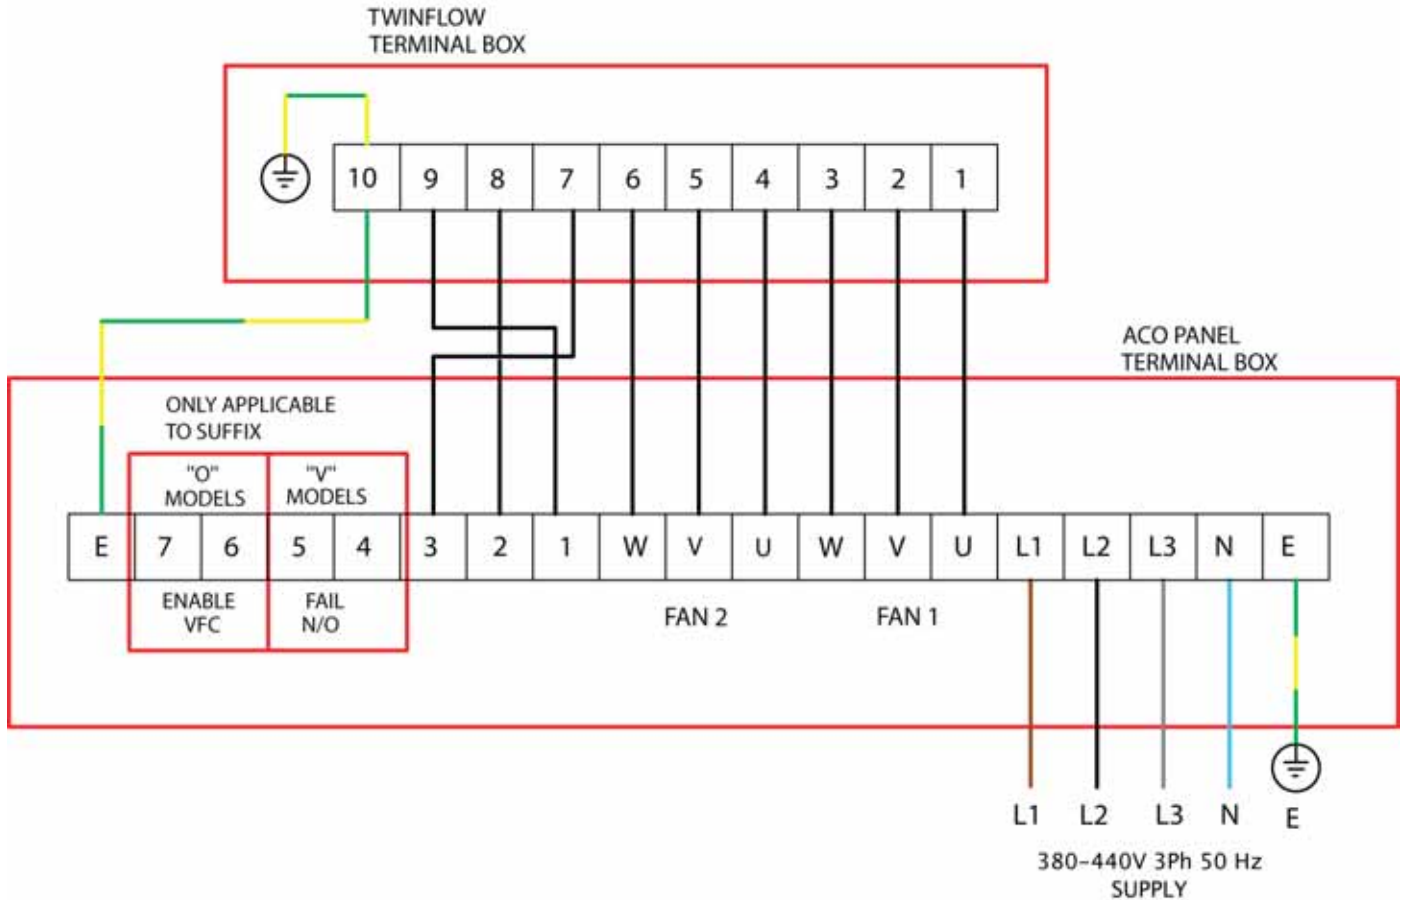 TWINFLOW
TERMINAL BOX
10 9 8 7 6 5 4 3 2 1
ACO PANEL
TERMINAL BOX
ONLY APPLICABLE
TO SUFFIX
"O"
MODELS
"V"
MODELS
E 7 6 5 4 3 2 1 W V U W V U L1 L2 L3 N E
ENABLE
VFC
FAIL
N/O
FAN 2
FAN 1
L1 L2 L3 N E
380-440V 3Ph 50 Hz
SUPPLY